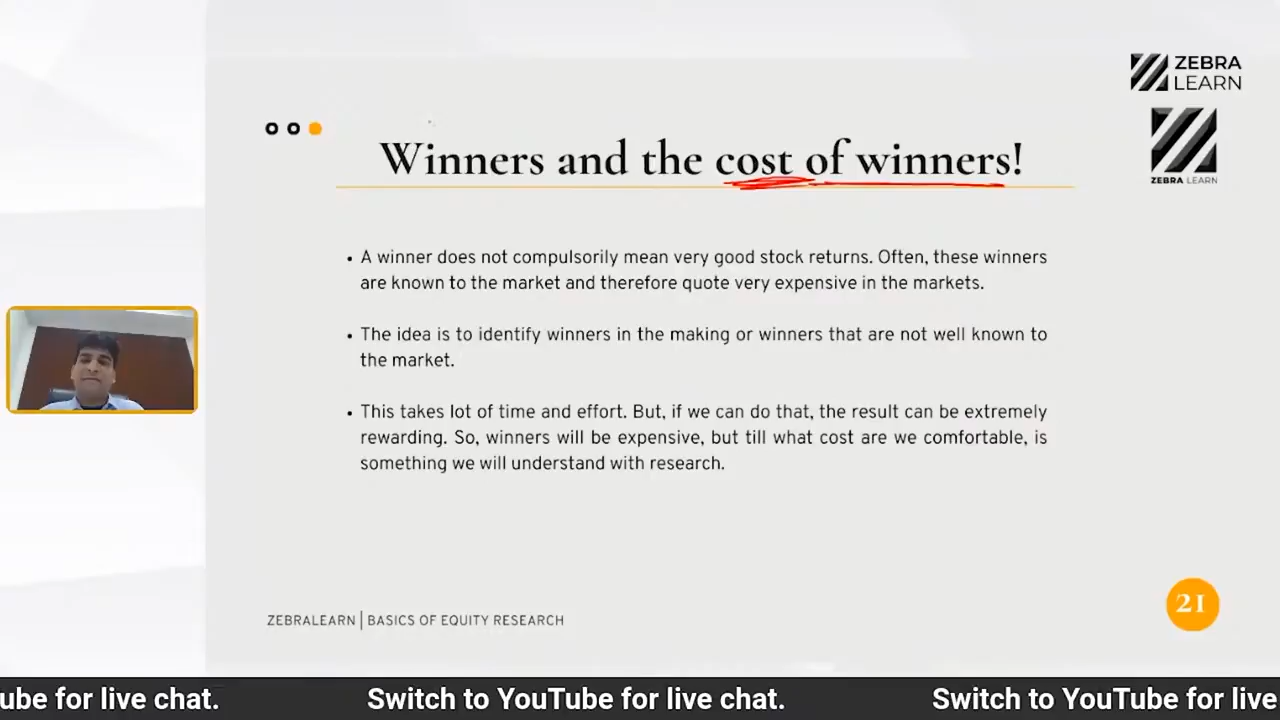 ZEBRA
LEARN
ZEBRA LEARN
Winners and the cost of winners!
• A winner does not compulsorily mean very good stock returns. Often, these winners
are known to the market and therefore quote very expensive in the markets.
• The idea is to identify winners in the making or winners that are not well known to
the market.
• This takes lot of time and effort. But, if we can do that, the result can be extremely
rewarding. So, winners will be expensive, but till what cost are we comfortable, is
something we will understand with research.
ZEBRALEARN | BASICS OF EQUITY RESEARCH
21
ube for live chat. Switch to YouTube for live chat. Switch to YouTube for live